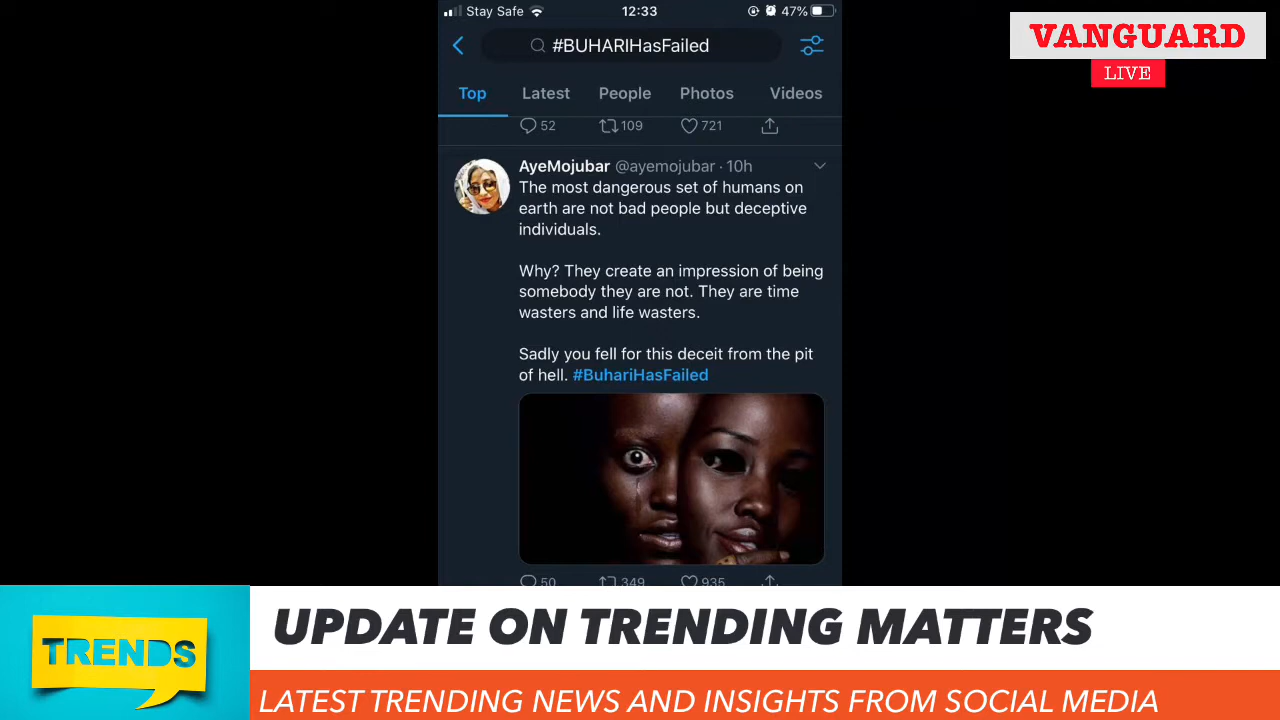 Stay Safe 12:33 47%
#BUHARIHasFailed
VANGUARD
LIVE
Top Latest People Photos Videos
52 109 721
AyeMojubar @ayemojubar · 10h
The most dangerous set of humans on
earth are not bad people but deceptive
individuals.
Why? They create an impression of being
somebody they are not. They are time
wasters and life wasters.
Sadly you fell for this deceit from the pit
of hell. #BuhariHasFailed
50 349 935
TRENDS
UPDATE ON TRENDING MATTERS
LATEST TRENDING NEWS AND INSIGHTS FROM SOCIAL MEDIA